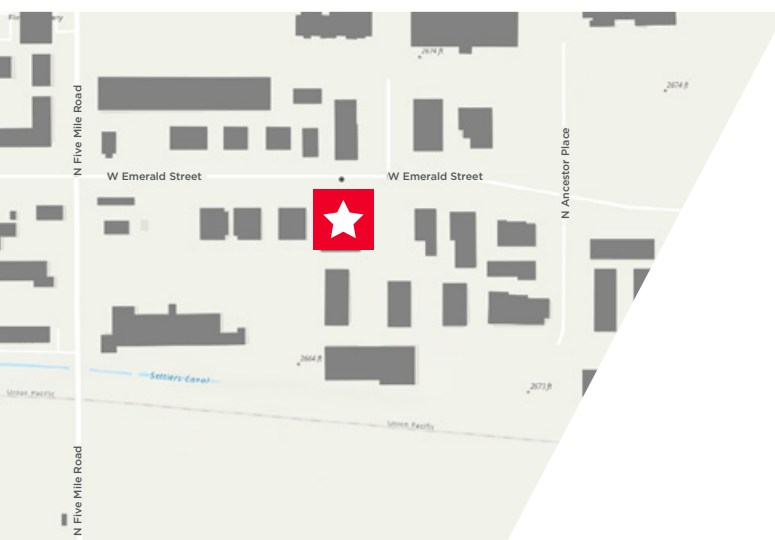 2674 ft
2674 ft
N Five Mile Road
N Ancestor Place
W Emerald Street
W Emerald Street
2664 ft
Settlers Canal
2673 ft
Union Pacific
Union Pacific
N Five Mile Road